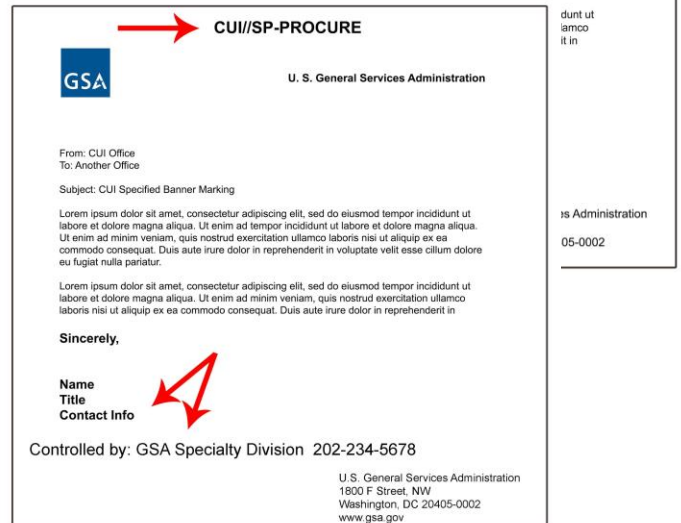 CUI//SP-PROCURE
GSA
U. S. General Services Administration
From: CUI Office
To: Another Office
Subject: CUI Specified Banner Marking
Lorem ipsum dolor sit amet, consectetur adipiscing elit, sed do eiusmod tempor incididunt ut
labore et dolore magna aliqua. Ut enim ad tempor incididunt ut labore et dolore magna aliqua.
Ut enim ad minim veniam, quis nostrud exercitation ullamco laboris nisi ut aliquip ex ea
commodo consequat. Duis aute irure dolor in reprehenderit in voluptate velit esse cillum dolore
eu fugiat nulla pariatur.
Lorem ipsum dolor sit amet, consectetur adipiscing elit, sed do eiusmod tempor incididunt ut
labore et dolore magna aliqua. Ut enim ad minim veniam, quis nostrud exercitation ullamco
laboris nisi ut aliquip ex ea commodo consequat. Duis aute irure dolor in reprehenderit in
Sincerely,
Name
Title
Contact Info
Controlled by: GSA Specialty Division 202-234-5678
U.S. General Services Administration
1800 F Street, NW
Washington, DC 20405-0002
www.gsa.gov
dunt ut
lamco
it in
es Administration
05-0002